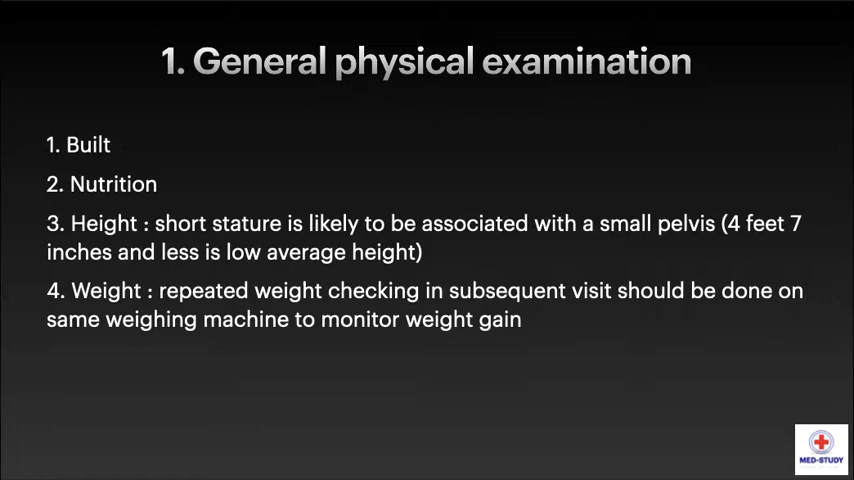 1. General physical examination
1. Built
2. Nutrition
3. Height : short stature is likely to be associated with a small pelvis (4 feet 7
inches and less is low average height)
4. Weight : repeated weight checking in subsequent visit should be done on
same weighing machine to monitor weight gain
MED-STUDY